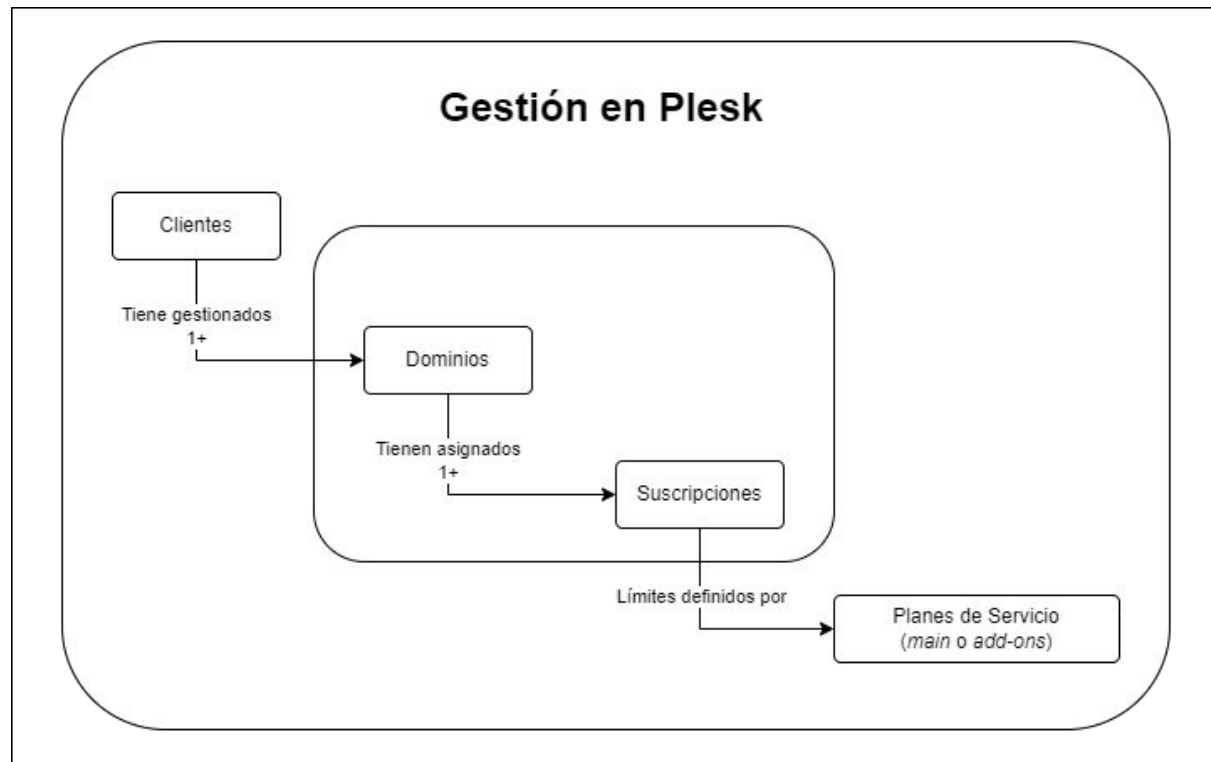 Gestión en Plesk
Clientes
Tiene gestionados
1+
Dominios
Tienen asignados
1+
Suscripciones
Límites definidos por
Planes de Servicio
(main o add-ons)